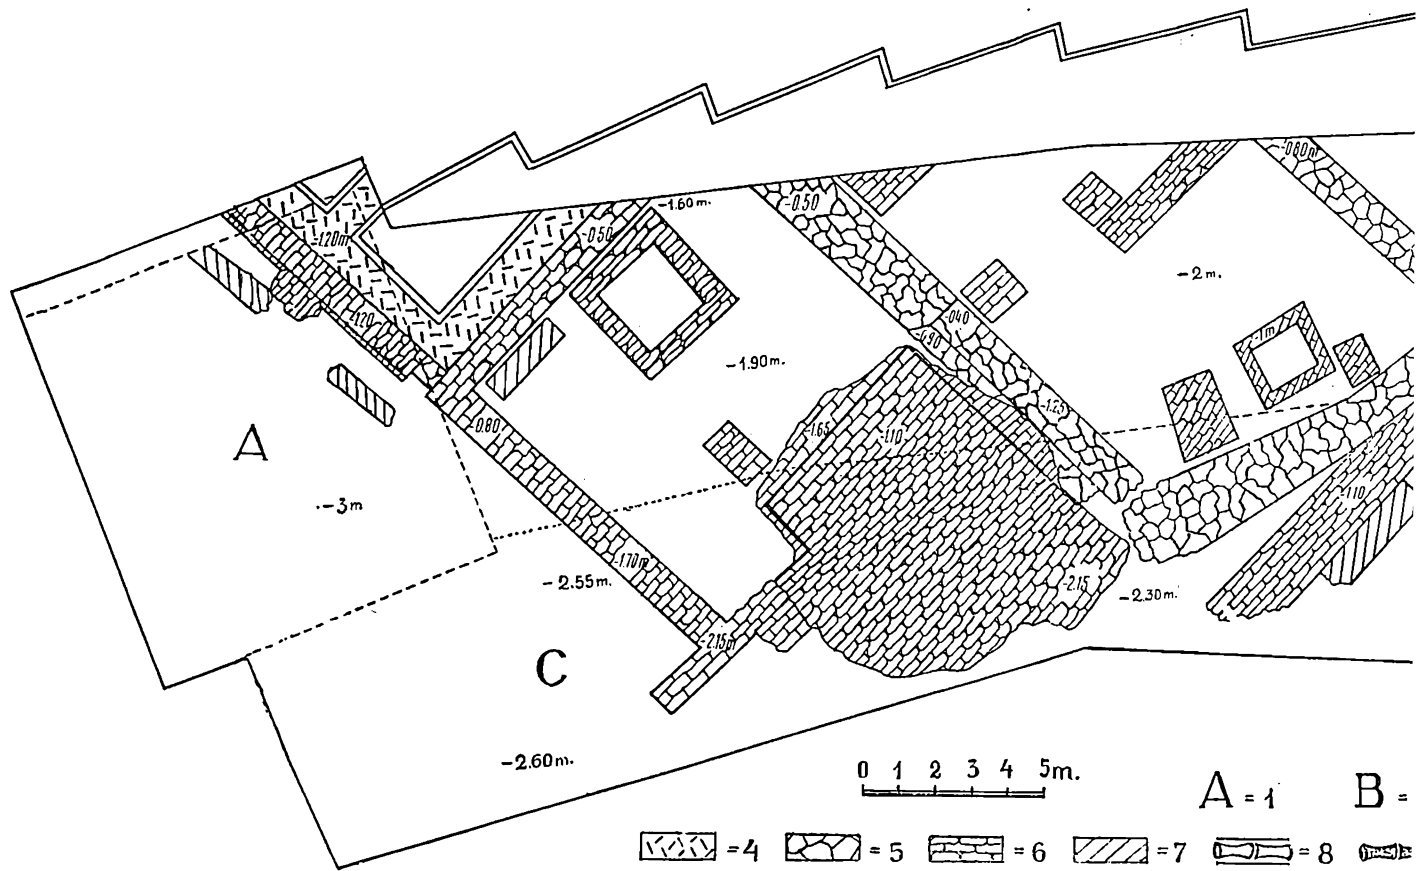 -0.80 m
-1.60 m.
-0.50
-0.50
-1.20m
-2 m.
-1.20
-0.40
-0.90
-1 m
-1.90 m.
-1.25
-0.80
-1.65
-1.10
A
-3 m
-1.10
-1.70 m
-2.55 m.
-2.15
-2.30 m.
-2.15 m
C
-2.60 m.
0 1 2 3 4 5m.
A = 1 B =
= 4 = 5 = 6 = 7 = 8